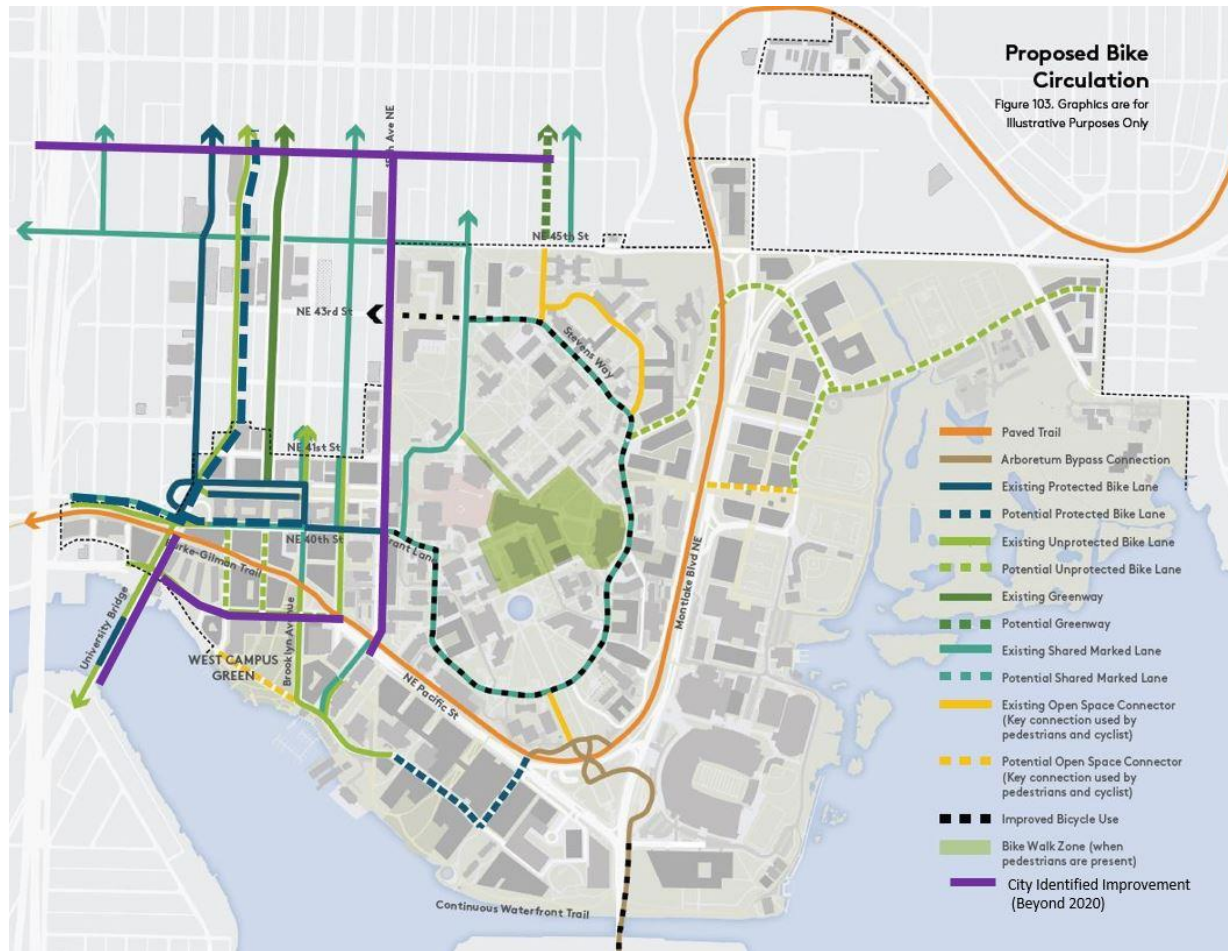 Proposed Bike
Circulation
Figure 103. Graphics are for
Illustrative Purposes Only
Ave NE
NE 45th St
NE 43rd St
Stevens Way
NE 41st St
NE 40th St
Grant Lane
Burke-Gilman Trail
Montlake Blvd NE
University Bridge
WEST CAMPUS
GREEN
Brooklyn Avenue
NE Pacific St
Continuous Waterfront Trail
Paved Trail
Arboretum Bypass Connection
Existing Protected Bike Lane
Potential Protected Bike Lane
Existing Unprotected Bike Lane
Potential Unprotected Bike Lane
Existing Greenway
Potential Greenway
Existing Shared Marked Lane
Potential Shared Marked Lane
Existing Open Space Connector
(Key connection used by
pedestrians and cyclist)
Potential Open Space Connector
(Key connection used by
pedestrians and cyclist)
Improved Bicycle Use
Bike Walk Zone (when
pedestrians are present)
City Identified Improvement
(Beyond 2020)